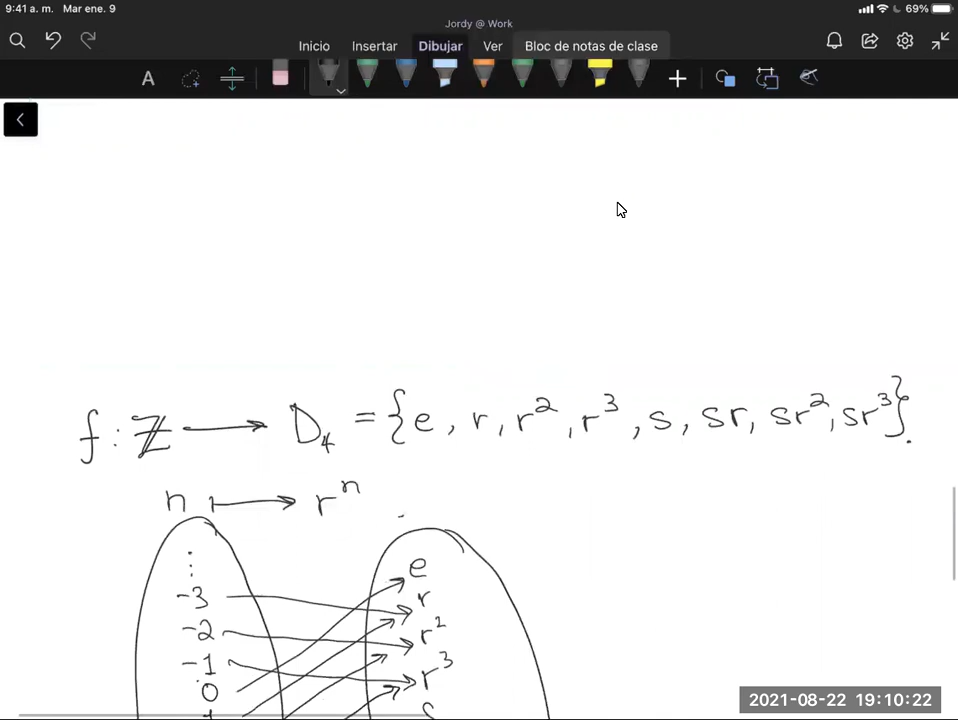 9:41 a. m. Mar ene. 9
69%
Jordy @ Work
Inicio Insertar Dibujar Ver Bloc de notas de clase
A
f : ℤ ⟶ D₄ = {e, r, r², r³, s, sr, sr², sr³}.
n ⟼ rⁿ
⋮
e
-3
r
-2
r²
-1
r³
0
2021-08-22 19:10:22